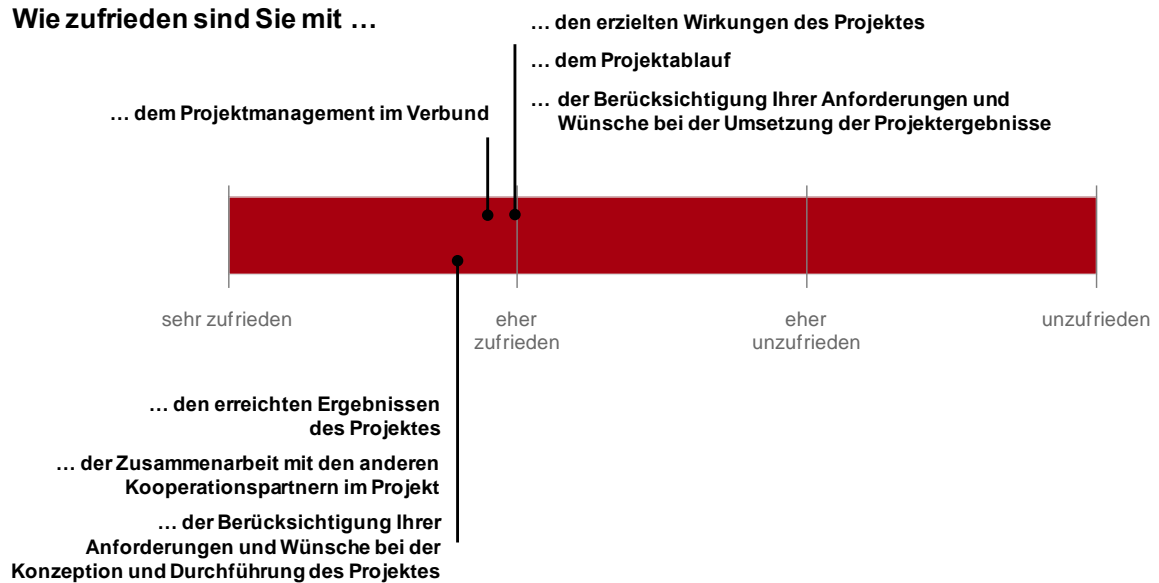 Wie zufrieden sind Sie mit …
… den erzielten Wirkungen des Projektes
… dem Projektablauf
… der Berücksichtigung Ihrer Anforderungen und
Wünsche bei der Umsetzung der Projektergebnisse
… dem Projektmanagement im Verbund
sehr zufrieden
eher
zufrieden
eher
unzufrieden
unzufrieden
… den erreichten Ergebnissen
des Projektes
… der Zusammenarbeit mit den anderen
Kooperationspartnern im Projekt
… der Berücksichtigung Ihrer
Anforderungen und Wünsche bei der
Konzeption und Durchführung des Projektes